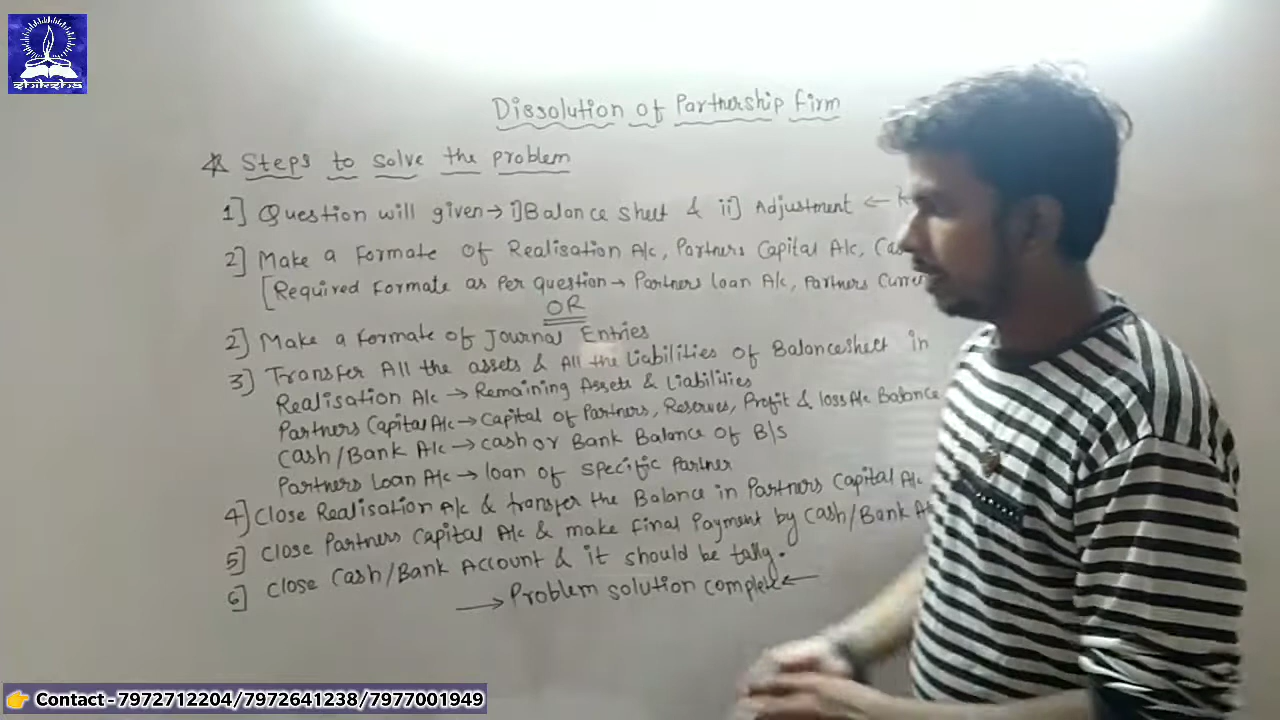 shiksha
Dissolution of Partnership Firm
Steps to solve the problem
1] Question will given → i] Balance sheet & ii] Adjustment ←
2] Make a Formate of Realisation A/c, Partners Capital A/c,
[Required Formate as Per question → Partners loan A/c, Partners
OR
2] Make a Formate of Journal Entries
3] Transfer All the assets & All the Liabilities of Balancesheet in
Realisation A/c → Remaining Assets & Liabilities
Partners Capital A/c → Capital of Partners, Reserves, Profit & loss A/c Balance
Cash/Bank A/c → cash or Bank Balance of B/s
Partners Loan A/c → loan of specific Partner
4] Close Realisation A/c & transfer the Balance in Partners Capital A/c
5] Close Partners Capital A/c & make Final Payment by Cash/Bank
6] Close Cash/Bank Account & it should be tally.
→ Problem solution complete ←
👉 Contact - 7972712204/7972641238/7977001949